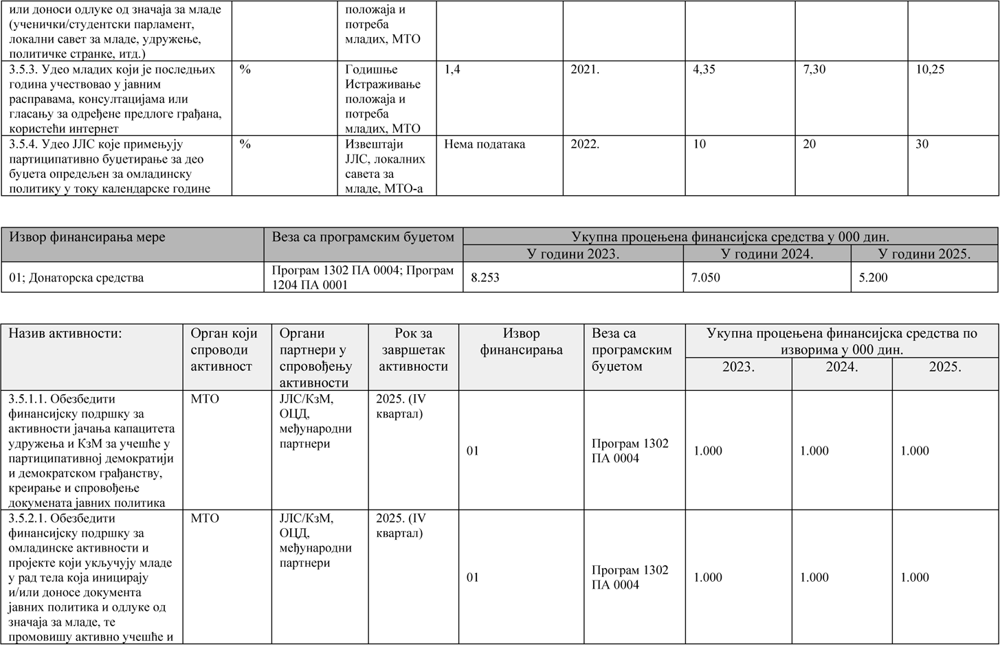 или доноси одлуке од значаја за младе
(ученички/студентски парламент,
локални савет за младе, удружење,
политичке странке, итд.)
положаја и
потреба
младих, МТО
3.5.3. Удео младих који је последњих
година учествовао у јавним
расправама, консултацијама или
гласању за одређене предлоге грађана,
користећи интернет
%
Годишње
Истраживање
положаја и
потреба
младих, МТО
1,4
2021.
4,35
7,30
10,25
3.5.4. Удео ЈЛС које примењују
партиципативно буџетирање за део
буџета опредељен за омладинску
политику у току календарске године
%
Извештаји
ЈЛС, локалних
савета за
младе, МТО-а
Нема података
2022.
10
20
30
Извор финансирања мере
Веза са програмским буџетом
Укупна процењена финансијска средства у 000 дин.
У години 2023.
У години 2024.
У години 2025.
01; Донаторска средства
Програм 1302 ПА 0004; Програм
1204 ПА 0001
8.253
7.050
5.200
Назив активности:
Орган који
спроводи
активност
Органи
партнери у
спровођењу
активности
Рок за
завршетак
активности
Извор
финансирања
Веза са
програмским
буџетом
Укупна процењена финансијска средства по
изворима у 000 дин.
2023.
2024.
2025.
3.5.1.1. Обезбедити
финансијску подршку за
активности јачања капацитета
удружења и КзМ за учешће у
партиципативној демократији
и демократском грађанству,
креирање и спровођење
докумената јавних политика
МТО
ЈЛС/КзМ,
ОЦД,
међународни
партнери
2025. (IV
квартал)
01
Програм 1302
ПА 0004
1.000
1.000
1.000
3.5.2.1. Обезбедити
финансијску подршку за
омладинске активности и
пројекте који укључују младе
у рад тела која иницирају
и/или доносе документа
јавних политика и одлуке од
значаја за младе, те
промовишу активно учешће и
МТО
ЈЛС/КзМ,
ОЦД,
међународни
партнери
2025. (IV
квартал)
01
Програм 1302
ПА 0004
1.000
1.000
1.000